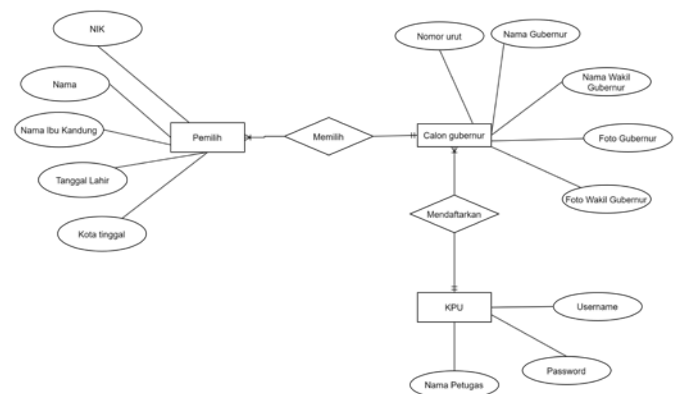 NIK
Nomor urut
Nama Gubernur
Nama
Nama Wakil
Gubernur
Nama Ibu Kandung
Pemilih
Memilih
Calon gubernur
Foto Gubernur
Tanggal Lahir
Foto Wakil Gubernur
Mendaftarkan
Kota tinggal
KPU
Username
Password
Nama Petugas